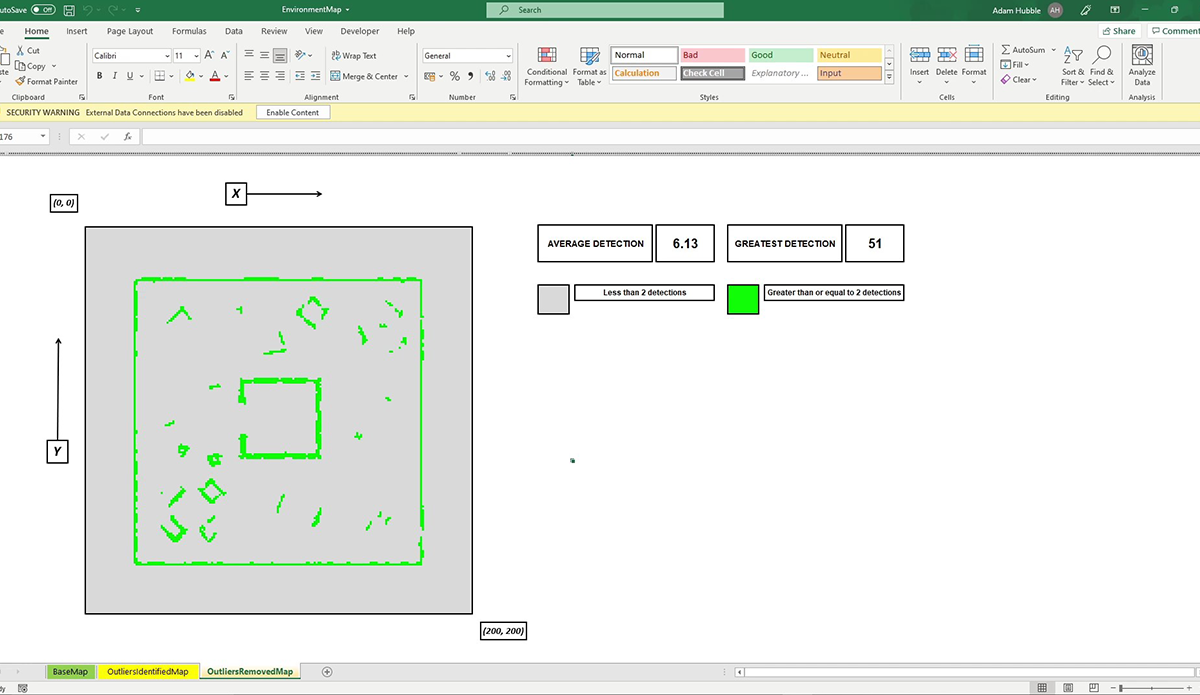 utoSave Off EnvironmentMap Search Adam Hubble AH
e Home Insert Page Layout Formulas Data Review View Developer Help Share Comment
Cut
Copy
Format Painter
ste
Clipboard
Calibri 11 A A
B I U A
Font
Wrap Text
Merge & Center
Alignment
General
% 9
Number
Conditional Formatting
Format as Table
Normal Bad Good Neutral
Calculation Check Cell Explanatory ... Input
Styles
Insert Delete Format
Cells
AutoSum
Fill
Clear
Sort & Filter
Find & Select
Editing
Analyze Data
Analysis
SECURITY WARNING External Data Connections have been disabled Enable Content
176 fx
X
(0, 0)
AVERAGE DETECTION 6.13 GREATEST DETECTION 51
Less than 2 detections Greater than or equal to 2 detections
Y
(200, 200)
BaseMap OutliersIdentifiedMap OutliersRemovedMap
dy